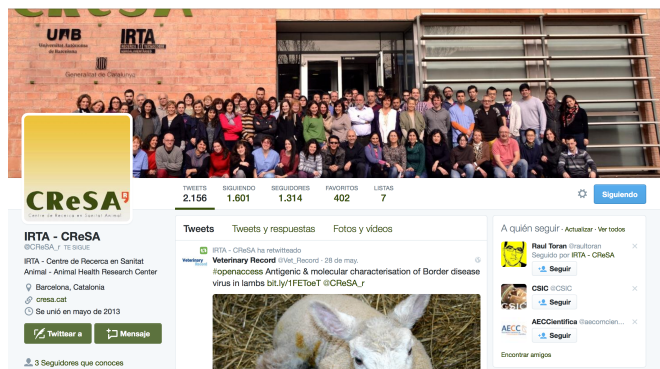 CReSA
UAB
Universitat Autònoma
de Barcelona
IRTA
Generalitat de Catalunya
CReSA
Centre de Recerca en Sanitat Animal
TWEETS
2.156
SIGUIENDO
1.601
SEGUIDORES
1.314
FAVORITOS
402
LISTAS
7
Siguiendo
IRTA - CReSA
@CReSA_r TE SIGUE
IRTA - Centre de Recerca en Sanitat
Animal - Animal Health Research Center
Barcelona, Catalonia
cresa.cat
Se unió en mayo de 2013
Twittear a
Mensaje
3 Seguidores que conoces
Tweets
Tweets y respuestas
Fotos y vídeos
IRTA - CReSA ha retwitteado
Veterinary Record @Vet_Record · 28 de may.
#openaccess Antigenic & molecular characterisation of Border disease
virus in lambs bit.ly/1FEToeT @CReSA_r
A quién seguir · Actualizar · Ver todos
Raul Toran @raultoran
Seguido por IRTA - CReSA
Seguir
CSIC @CSIC
Seguir
AECC
AECCientifica @aecomcien...
Seguir
Encontrar amigos